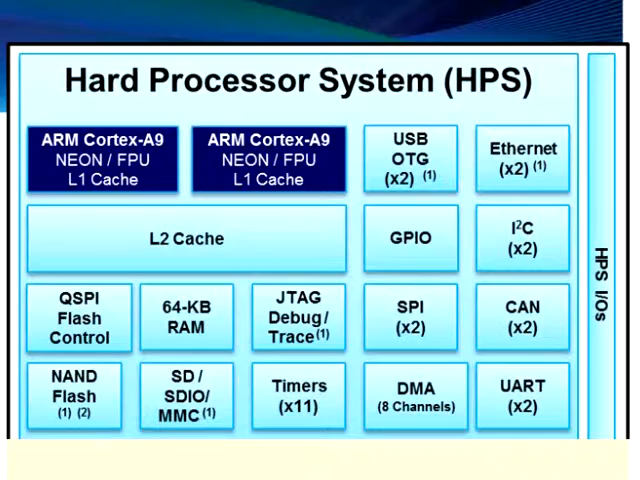 Hard Processor System (HPS)
ARM Cortex-A9
NEON / FPU
L1 Cache
ARM Cortex-A9
NEON / FPU
L1 Cache
USB
OTG
(x2) (1)
Ethernet
(x2) (1)
L2 Cache
GPIO
I²C
(x2)
QSPI
Flash
Control
64-KB
RAM
JTAG
Debug/
Trace(1)
SPI
(x2)
CAN
(x2)
NAND
Flash
(1) (2)
SD/
SDIO/
MMC(1)
Timers
(x11)
DMA
(8 Channels)
UART
(x2)
HPS I/Os